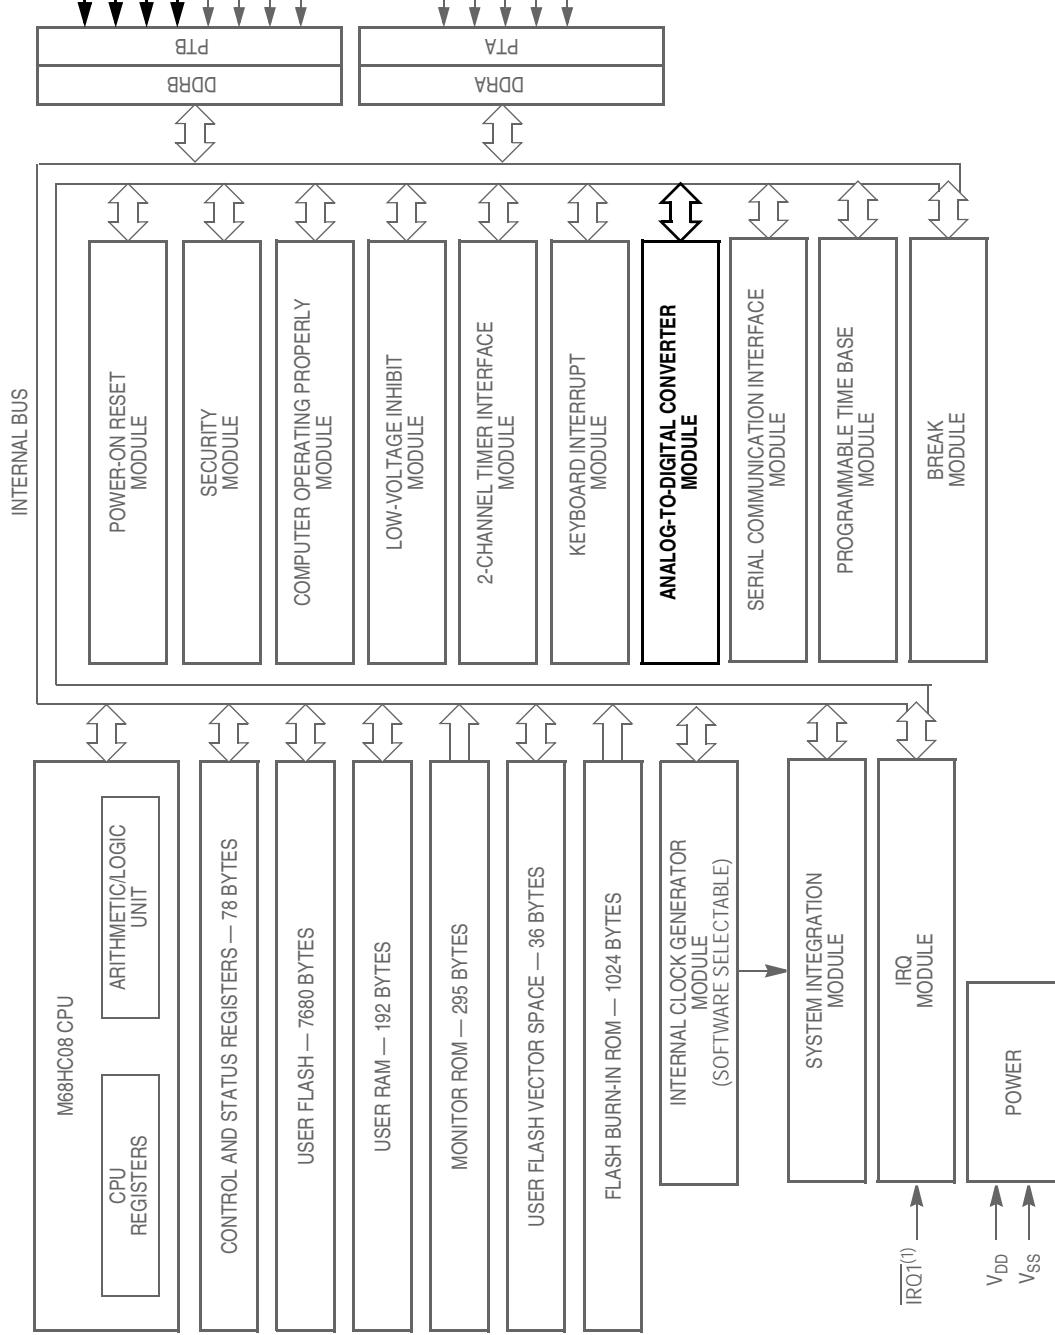 INTERNAL BUS
M68HC08 CPU
CPU
REGISTERS
ARITHMETIC/LOGIC
UNIT
CONTROL AND STATUS REGISTERS — 78 BYTES
USER FLASH — 7680 BYTES
USER RAM — 192 BYTES
MONITOR ROM — 295 BYTES
USER FLASH VECTOR SPACE — 36 BYTES
FLASH BURN-IN ROM — 1024 BYTES
INTERNAL CLOCK GENERATOR
MODULE
(SOFTWARE SELECTABLE)
SYSTEM INTEGRATION
MODULE
IRQ1(1)
IRQ
MODULE
VDD
VSS
POWER
POWER-ON RESET
MODULE
SECURITY
MODULE
COMPUTER OPERATING PROPERLY
MODULE
LOW-VOLTAGE INHIBIT
MODULE
2-CHANNEL TIMER INTERFACE
MODULE
KEYBOARD INTERRUPT
MODULE
ANALOG-TO-DIGITAL CONVERTER
MODULE
SERIAL COMMUNICATION INTERFACE
MODULE
PROGRAMMABLE TIME BASE
MODULE
BREAK
MODULE
DDRB
PTB
DDRA
PTA